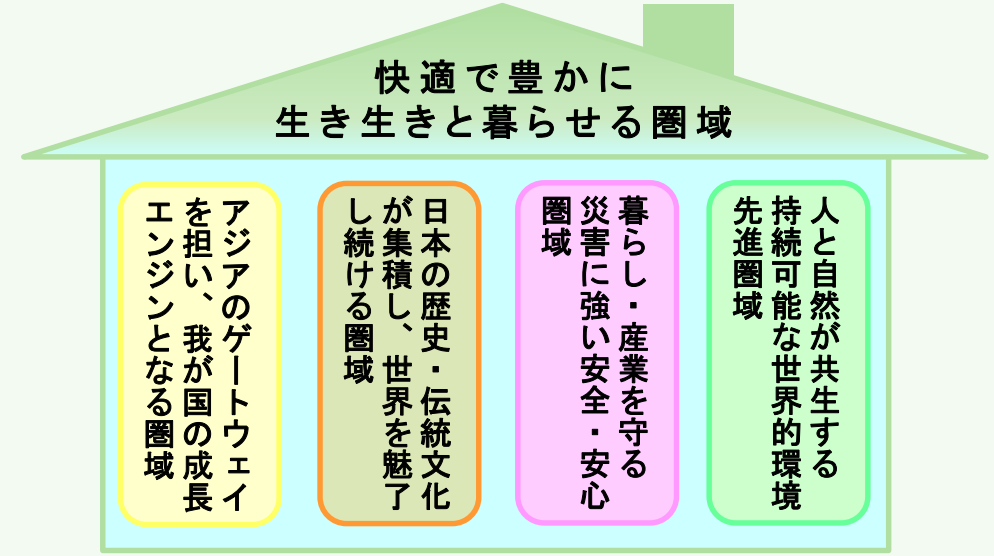 快適で豊かに
生き生きと暮らせる圏域
アジアのゲートウェイ
を担い、我が国の成長
エンジンとなる圏域
日本の歴史・伝統文化
が集積し、世界を魅了
し続ける圏域
暮らし・産業を守る
災害に強い安全・安心
圏域
人と自然が共生する
持続可能な世界的環境
先進圏域